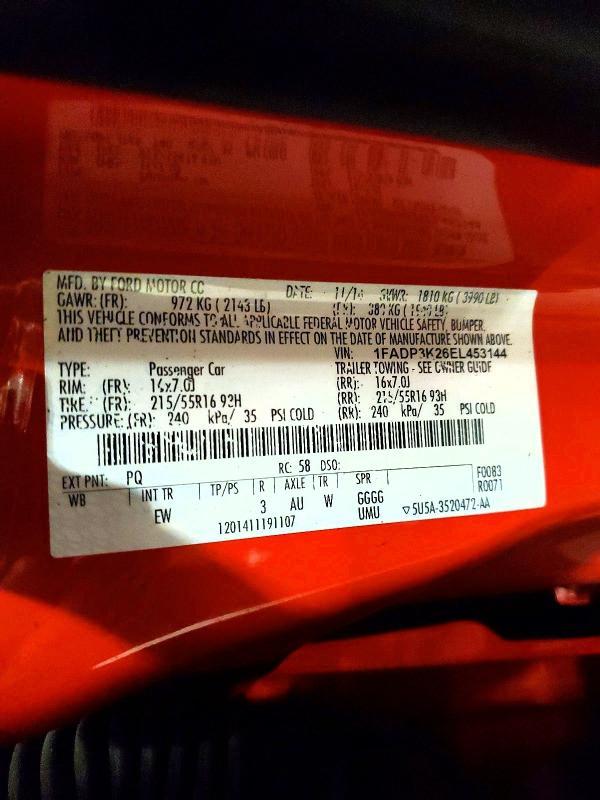 MFD. BY FORD MOTOR CO DATE: 11/14 GVWR: 1810 KG ( 3990 LB)
GAWR: (FR): 972 KG ( 2143 LB) KG LB)
THIS VEHICLE CONFORMS TO ALL APPLICABLE FEDERAL MOTOR VEHICLE SAFETY, BUMPER,
AND THEFT PREVENTION STANDARDS IN EFFECT ON THE DATE OF MANUFACTURE SHOWN ABOVE.
VIN: 1FADP3K26EL453144
TYPE: Passenger Car TRAILER TOWING - SEE OWNER GUIDE
RIM: (FR): 16x7.0J (RR): 16x7.0J
TIRE: (FR): 215/55R16 93H (RR): 215/55R16 93H
PRESSURE: (FR): 240 kPa/ 35 PSI COLD (RR): 240 kPa/ 35 PSI COLD
RC: 58 DSO:
EXT PNT: PQ F0083
WB INT TR TP/PS R AXLE TR SPR R0071
EW 3 AU W GGGG
1201411191107 UMU ▽5U5A-3520472-AA